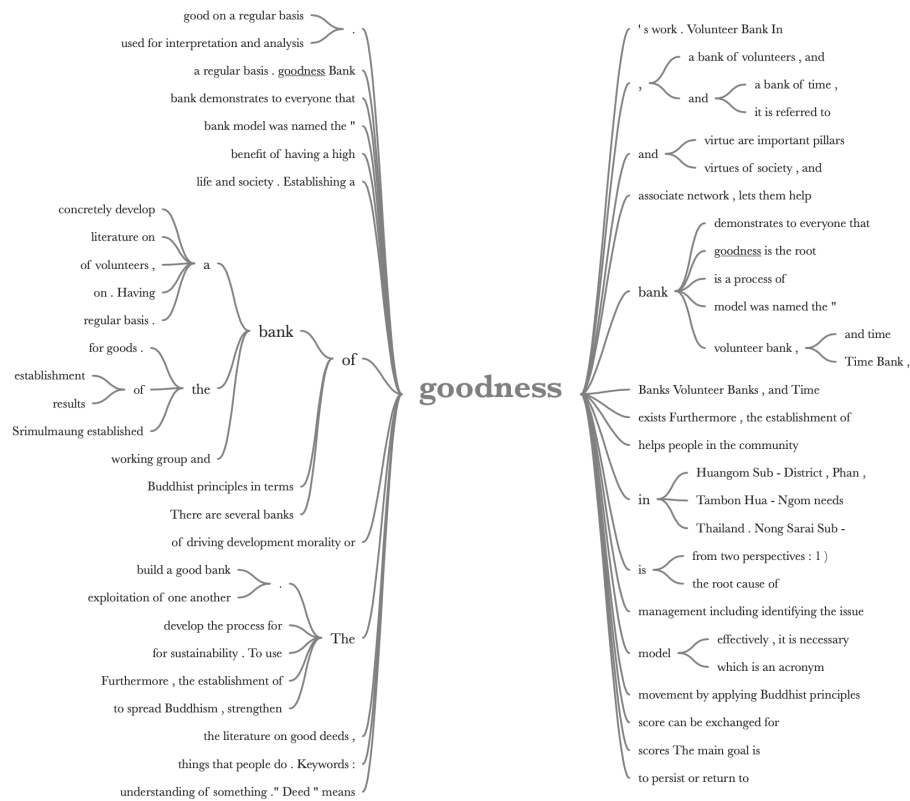 good on a regular basis
used for interpretation and analysis
.
a regular basis . goodness Bank
bank demonstrates to everyone that
bank model was named the "
benefit of having a high
life and society . Establishing a
concretely develop
literature on
of volunteers ,
on . Having
regular basis .
a
for goods .
establishment
results
of
Srimulmaung established
the
working group and
bank
Buddhist principles in terms
There are several banks
of
of driving development morality or
build a good bank
exploitation of one another
.
develop the process for
for sustainability . To use
Furthermore , the establishment of
to spread Buddhism , strengthen
The
the literature on good deeds ,
things that people do . Keywords :
understanding of something ." Deed " means
goodness
' s work . Volunteer Bank In
,
a bank of volunteers , and
and
a bank of time ,
it is referred to
and
virtue are important pillars
virtues of society , and
associate network , lets them help
bank
demonstrates to everyone that
goodness is the root
is a process of
model was named the "
volunteer bank ,
and time
Time Bank ,
Banks Volunteer Banks , and Time
exists Furthermore , the establishment of
helps people in the community
in
Huangom Sub - District , Phan ,
Tambon Hua - Ngom needs
Thailand . Nong Sarai Sub -
is
from two perspectives : 1 )
the root cause of
management including identifying the issue
model
effectively , it is necessary
which is an acronym
movement by applying Buddhist principles
score can be exchanged for
scores The main goal is
to persist or return to